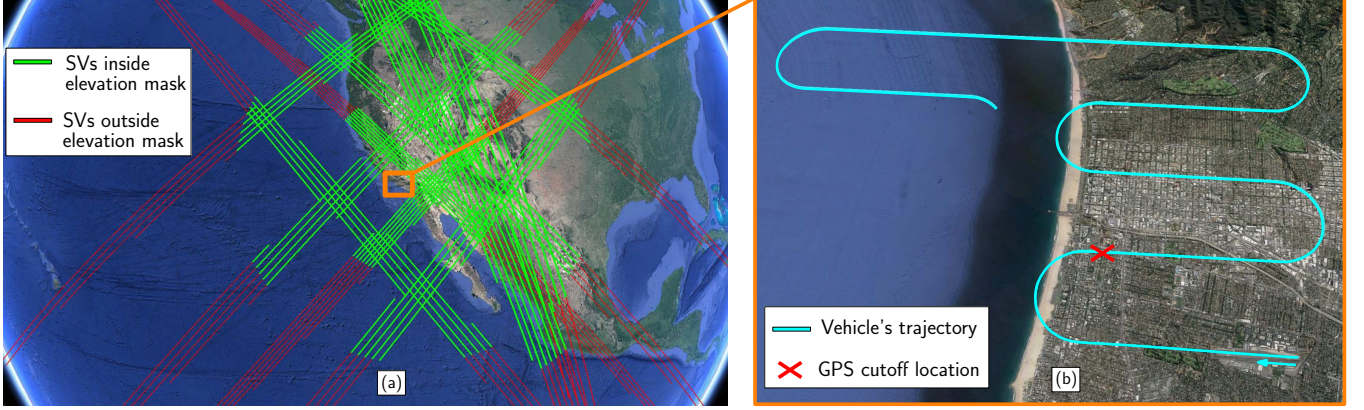 SVs inside
elevation mask
SVs outside
elevation mask
(a)
Vehicle's trajectory
GPS cutoff location
(b)